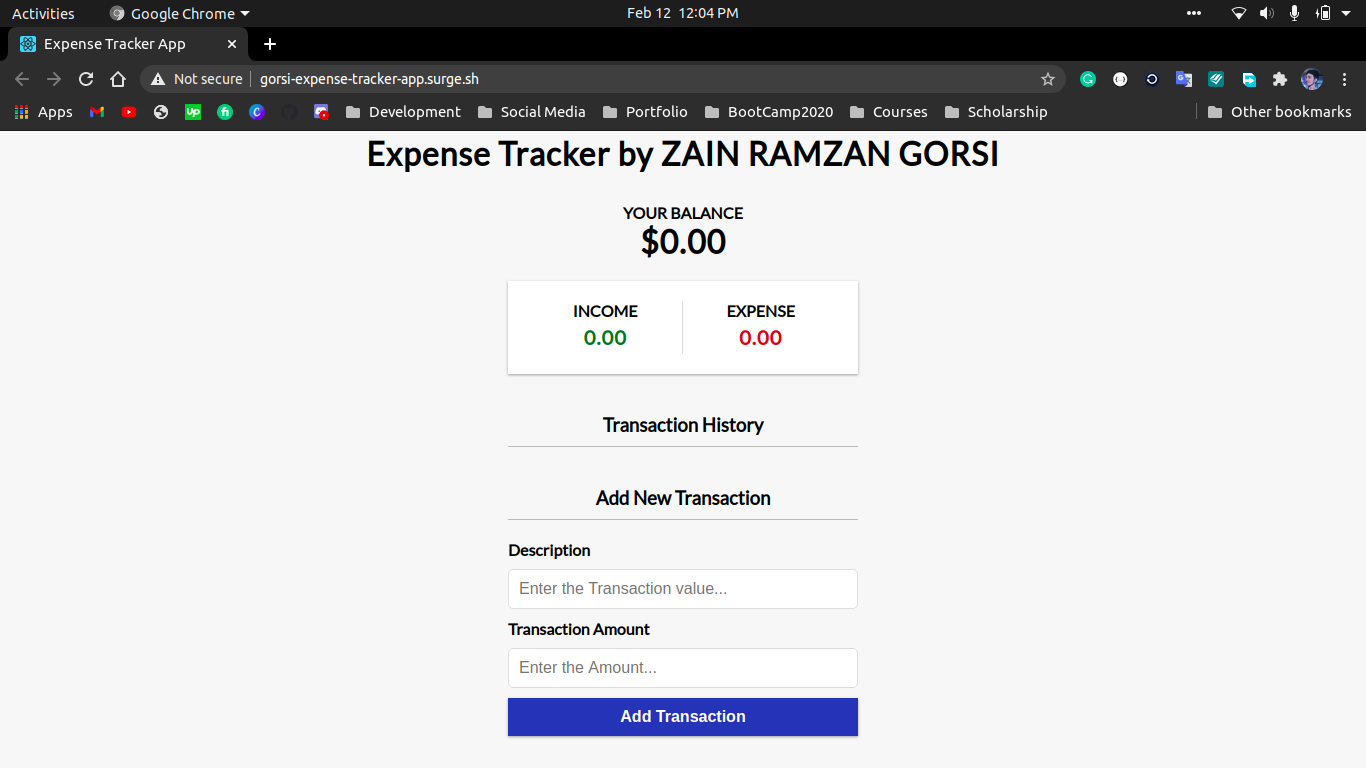 Activities Google Chrome Feb 12 12:04 PM
Expense Tracker App
Not secure gorsi-expense-tracker-app.surge.sh
Apps Up fi C Development Social Media Portfolio BootCamp2020 Courses Scholarship Other bookmarks
Expense Tracker by ZAIN RAMZAN GORSI
YOUR BALANCE
$0.00
INCOME EXPENSE
0.00 0.00
Transaction History
Add New Transaction
Description
Enter the Transaction value...
Transaction Amount
Enter the Amount...
Add Transaction